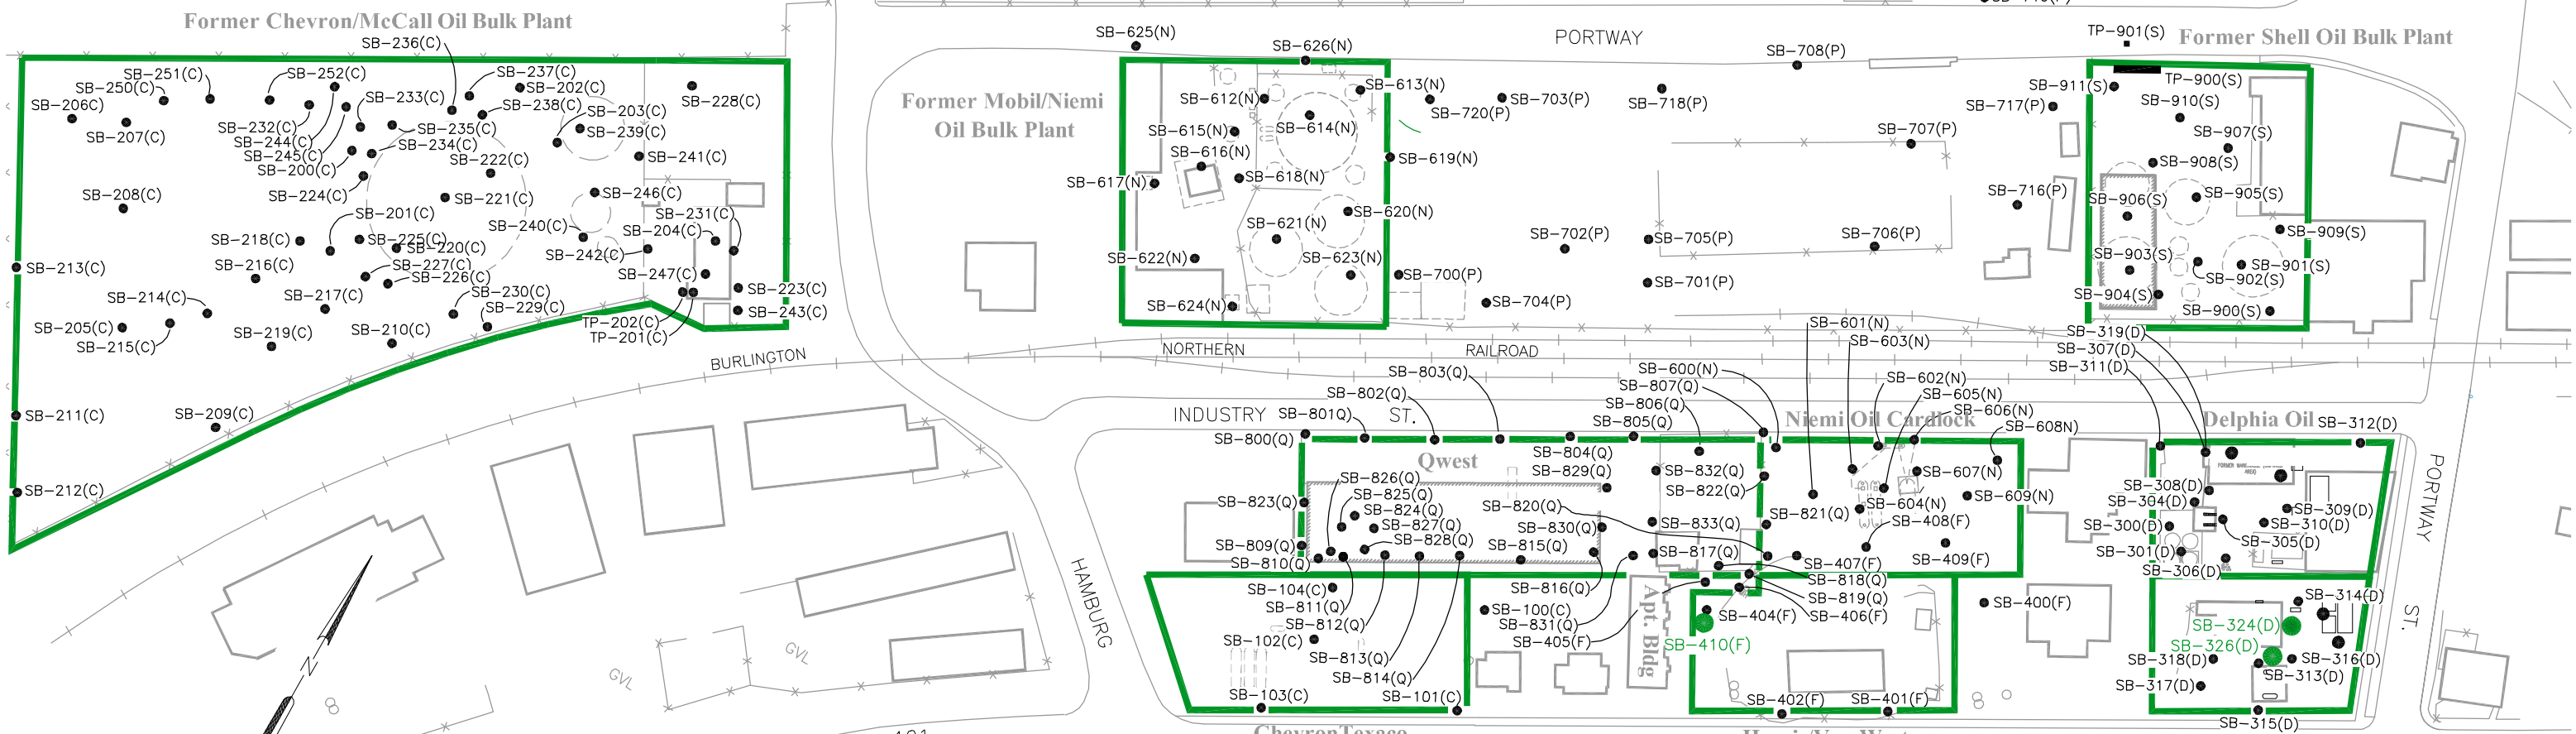 Former Chevron/McCall Oil Bulk Plant
SB-236(C)
SB-251(C)
SB-250(C)
SB-206C)
SB-207(C)
SB-252(C)
SB-237(C)
SB-202(C)
SB-238(C)
SB-233(C)
SB-203(C)
SB-228(C)
SB-232(C)
SB-244(C)
SB-245(C)
SB-200(C)
SB-235(C)
SB-234(C)
SB-239(C)
SB-241(C)
SB-222(C)
SB-224(C)
SB-221(C)
SB-246(C)
SB-208(C)
SB-201(C)
SB-231(C)
SB-240(C)
SB-204(C)
SB-218(C)
SB-225(C)
SB-220(C)
SB-242(C)
SB-213(C)
SB-216(C)
SB-227(C)
SB-226(C)
SB-247(C)
SB-214(C)
SB-217(C)
SB-230(C)
SB-229(C)
SB-223(C)
SB-243(C)
SB-205(C)
SB-215(C)
SB-219(C)
SB-210(C)
TP-202(C)
TP-201(C)
SB-211(C)
SB-209(C)
SB-212(C)
BURLINGTON
NORTHERN
RAILROAD
Former Mobil/Niemi
Oil Bulk Plant
SB-625(N)
SB-626(N)
SB-612(N)
SB-613(N)
SB-615(N)
SB-614(N)
SB-616(N)
SB-619(N)
SB-617(N)
SB-618(N)
SB-620(N)
SB-621(N)
SB-622(N)
SB-623(N)
SB-624(N)
PORTWAY
SB-708(P)
SB-720(P)
SB-703(P)
SB-718(P)
SB-717(P)
SB-707(P)
SB-716(P)
SB-702(P)
SB-705(P)
SB-706(P)
SB-700(P)
SB-701(P)
SB-704(P)
TP-901(S)
Former Shell Oil Bulk Plant
TP-900(S)
SB-911(S)
SB-910(S)
SB-907(S)
SB-908(S)
SB-905(S)
SB-906(S)
SB-909(S)
SB-903(S)
SB-901(S)
SB-902(S)
SB-904(S)
SB-900(S)
SB-319(D)
SB-307(D)
SB-311(D)
SB-601(N)
SB-603(N)
SB-600(N)
SB-602(N)
SB-605(N)
SB-606(N)
SB-608N)
SB-803(Q)
SB-802(Q)
SB-807(Q)
SB-806(Q)
SB-805(Q)
SB-801Q)
SB-800(Q)
INDUSTRY
ST.
Niemi Oil Cardlock
Delphia Oil
SB-312(D)
Qwest
SB-804(Q)
SB-829(Q)
SB-832(Q)
SB-822(Q)
SB-607(N)
SB-609(N)
SB-604(N)
SB-826(Q)
SB-825(Q)
SB-824(Q)
SB-827(Q)
SB-828(Q)
SB-823(Q)
SB-820(Q)
SB-830(Q)
SB-833(Q)
SB-821(Q)
SB-408(F)
SB-409(F)
SB-809(Q)
SB-810(Q)
SB-815(Q)
SB-817(Q)
SB-407(F)
SB-816(Q)
SB-818(Q)
SB-819(Q)
SB-104(C)
SB-811(Q)
SB-812(Q)
SB-813(Q)
SB-814(Q)
SB-100(C)
SB-831(Q)
SB-405(F)
SB-404(F)
SB-406(F)
SB-410(F)
SB-400(F)
SB-102(C)
SB-103(C)
SB-101(C)
Apt. Bldg
SB-402(F)
SB-401(F)
SB-308(D)
SB-304(D)
SB-300(D)
SB-301(D)
SB-306(D)
SB-309(D)
SB-310(D)
SB-305(D)
SB-314(D)
SB-324(D)
SB-326(D)
SB-318(D)
SB-316(D)
SB-313(D)
SB-317(D)
SB-315(D)
PORTWAY
ST.
HAMBURG
GVL
GVL
N